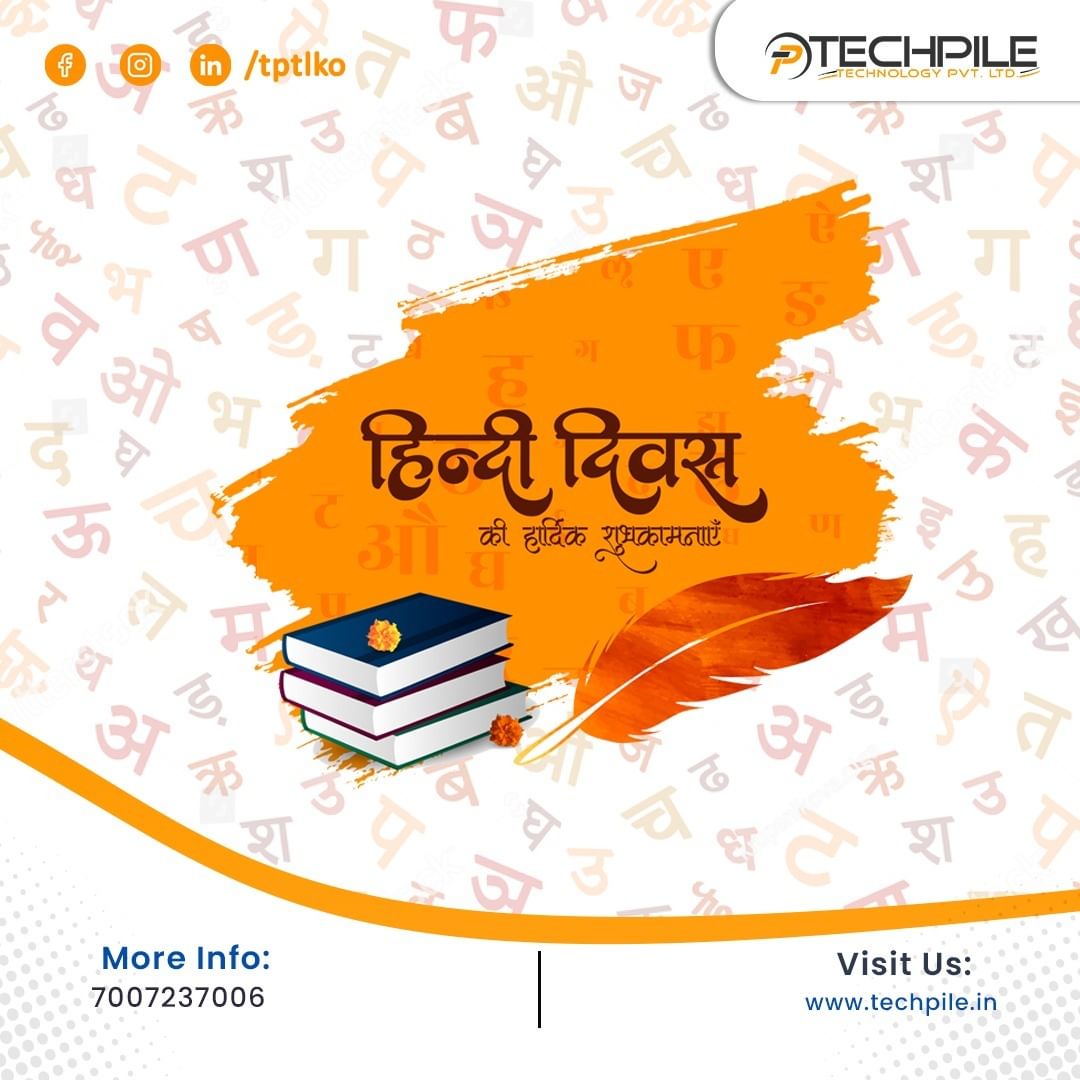 /tptlko
TECHPILE
TECHNOLOGY PVT. LTD.
हिन्दी दिवस
की हार्दिक शुभकामनाएँ
More Info:
7007237006
Visit Us:
www.techpile.in